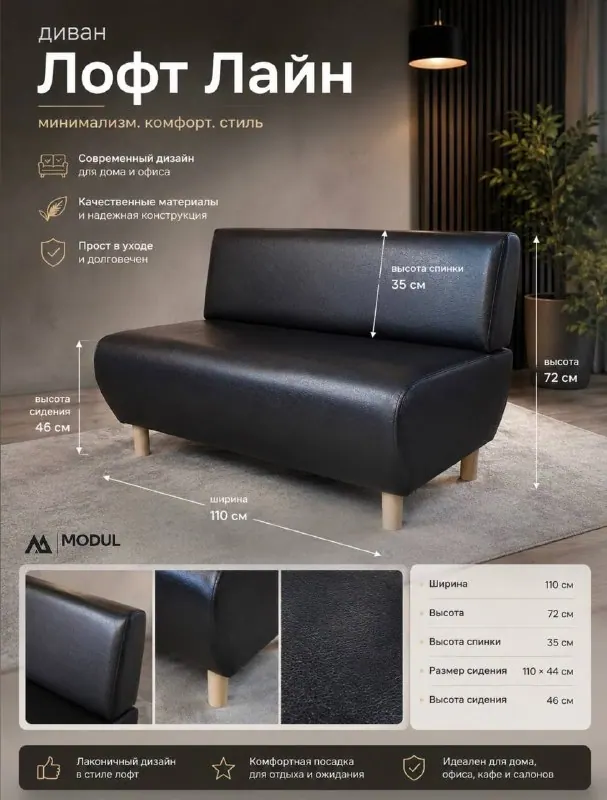 диван
Лофт Лайн
минимализм. комфорт. стиль
Современный дизайн
для дома и офиса
Качественные материалы
и надежная конструкция
Прост в уходе
и долговечен
высота спинки
35 см
высота
72 см
высота
сидения
46 см
ширина
110 см
MODUL
Ширина 110 см
Высота 72 см
Высота спинки 35 см
Размер сидения 110 × 44 см
Высота сидения 46 см
Лаконичный дизайн
в стиле лофт
Комфортная посадка
для отдыха и ожидания
Идеален для дома,
офиса, кафе и салонов